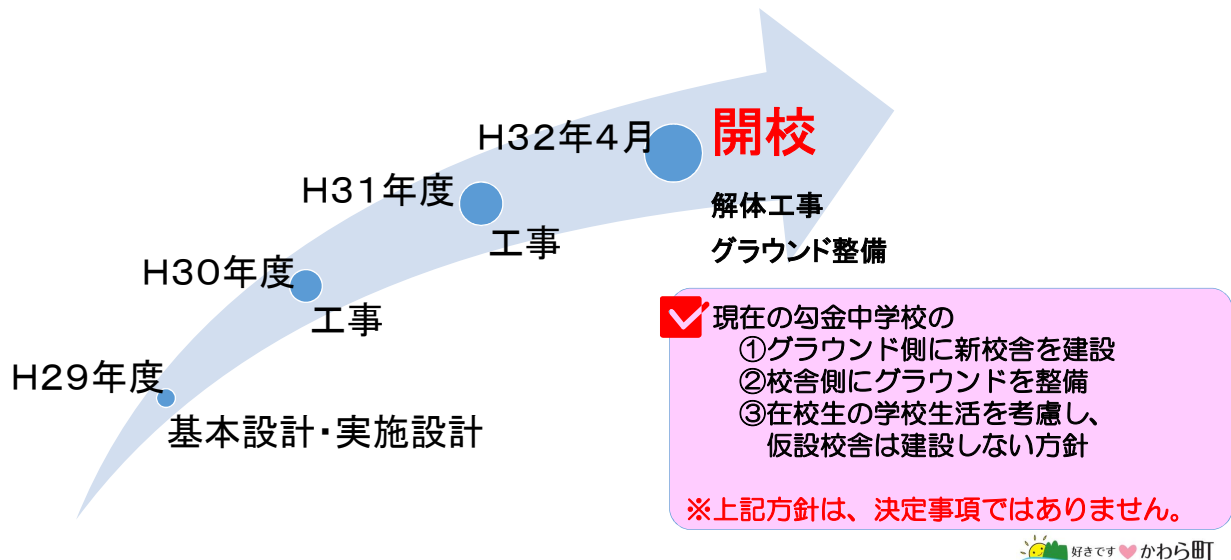 H32年4月
開校
解体工事
グラウンド整備
H31年度
工事
H30年度
工事
H29年度
基本設計・実施設計
現在の勾金中学校の
①グラウンド側に新校舎を建設
②校舎側にグラウンドを整備
③在校生の学校生活を考慮し、
仮設校舎は建設しない方針
※上記方針は、決定事項ではありません。
好きです♥かわら町